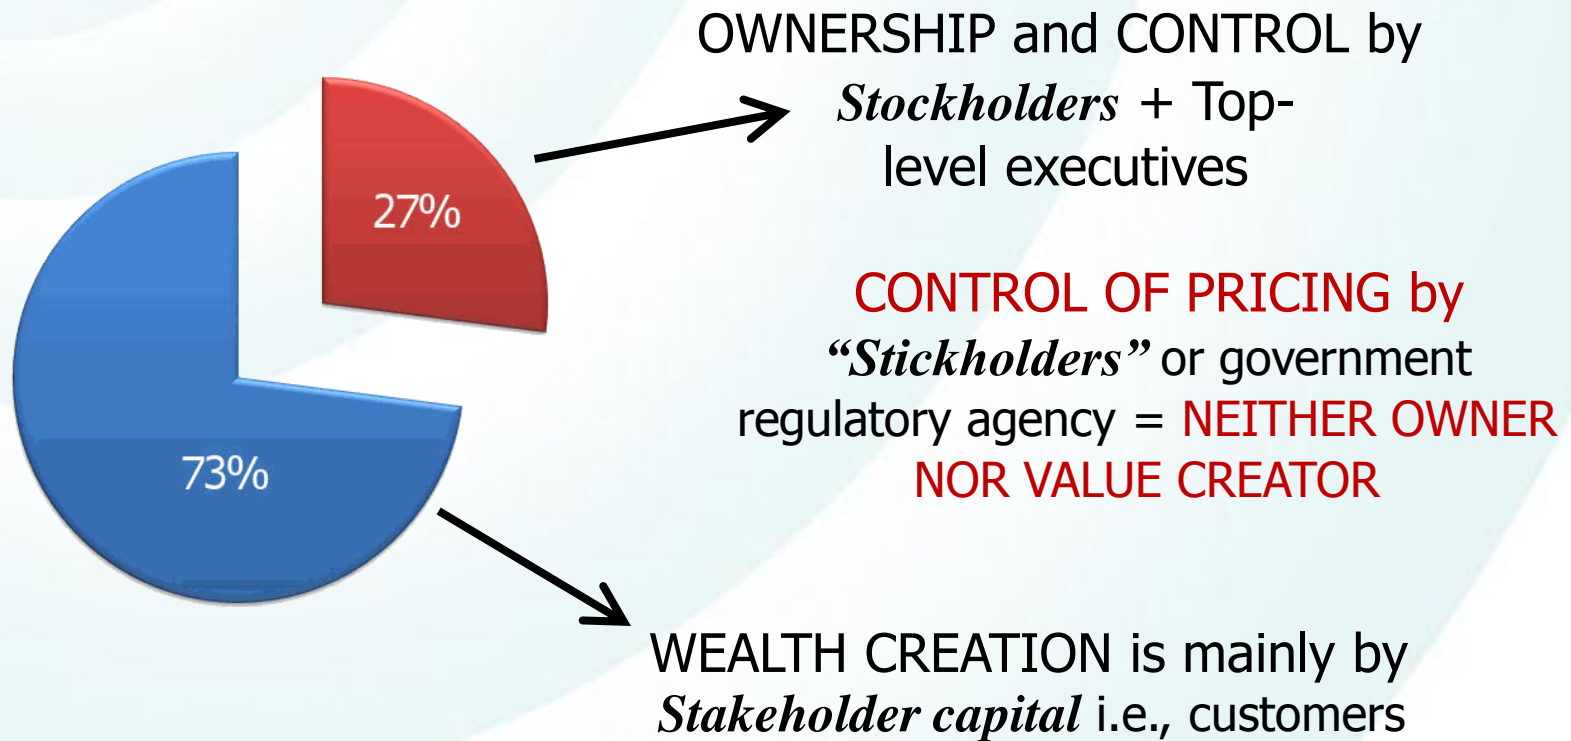 OWNERSHIP and CONTROL by
Stockholders + Top-
level executives
27%
CONTROL OF PRICING by
“Stickholders” or government
regulatory agency = NEITHER OWNER
NOR VALUE CREATOR
73%
WEALTH CREATION is mainly by
Stakeholder capital i.e., customers